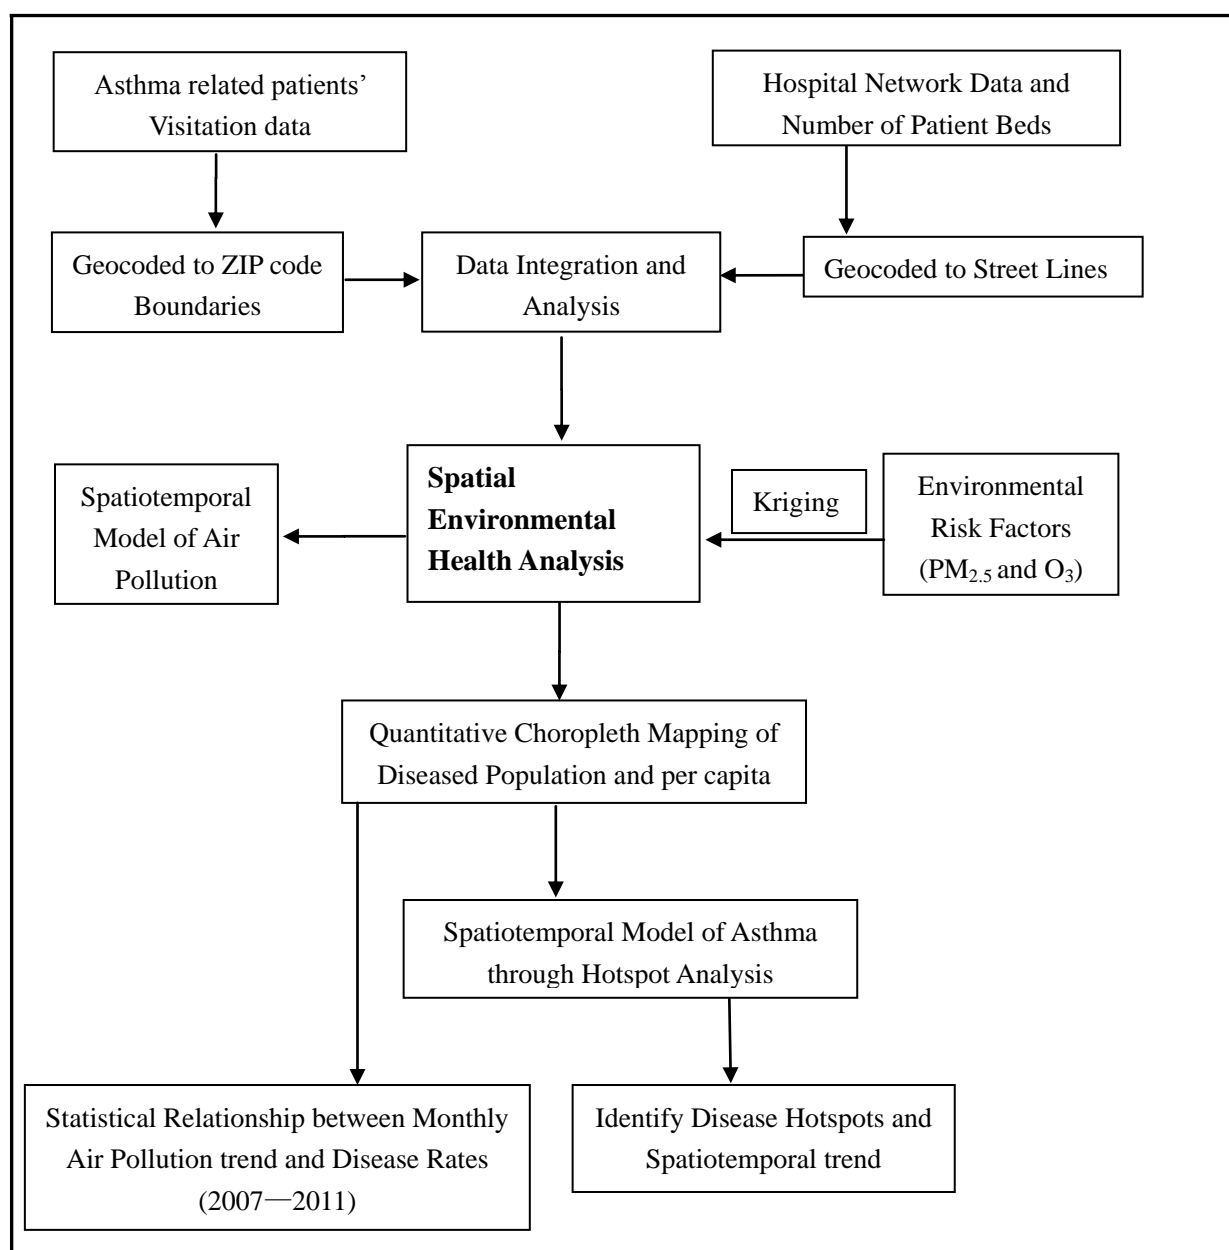 Asthma related patients’
Visitation data
Hospital Network Data and
Number of Patient Beds
Geocoded to ZIP code
Boundaries
Data Integration and
Analysis
Geocoded to Street Lines
Spatiotemporal
Model of Air
Pollution
Spatial
Environmental
Health Analysis
Kriging
Environmental
Risk Factors
(PM2.5 and O3)
Quantitative Choropleth Mapping of
Diseased Population and per capita
Spatiotemporal Model of Asthma
through Hotspot Analysis
Statistical Relationship between Monthly
Air Pollution trend and Disease Rates
(2007—2011)
Identify Disease Hotspots and
Spatiotemporal trend